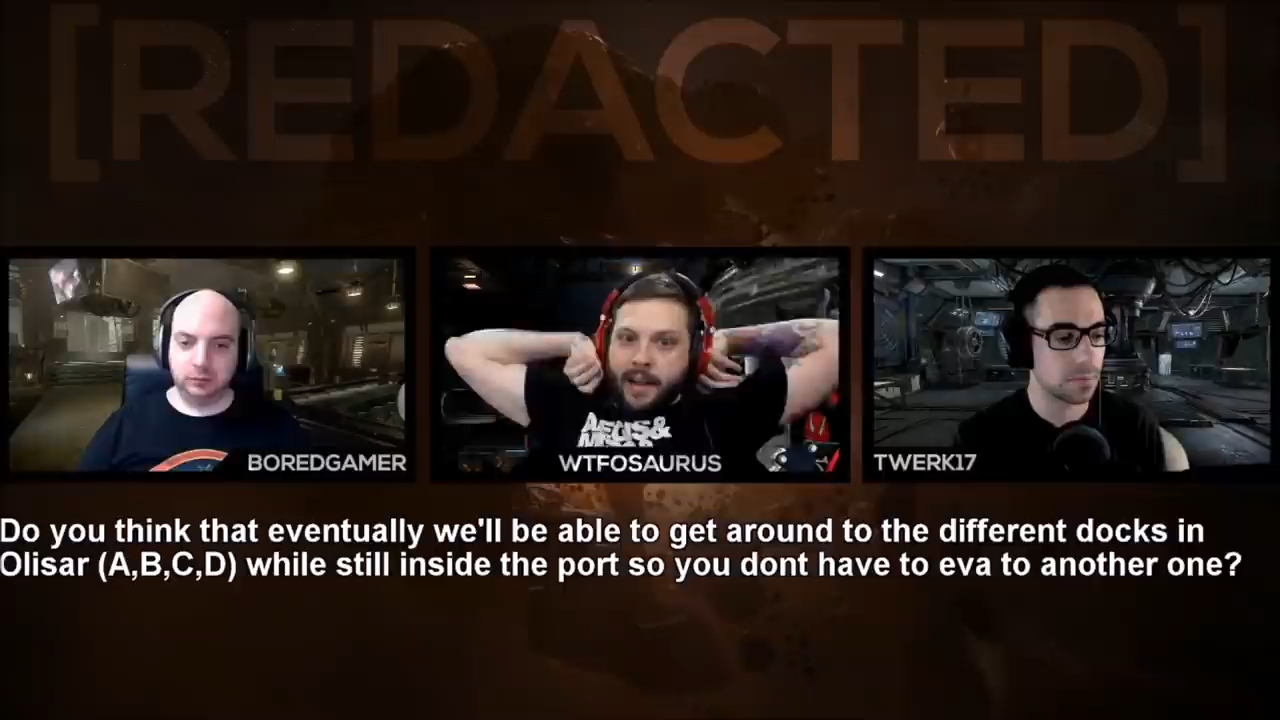 [REDACTED]
BOREDGAMER
WTFOSAURUS
TWERK17
Do you think that eventually we'll be able to get around to the different docks in
Olisar (A,B,C,D) while still inside the port so you dont have to eva to another one?